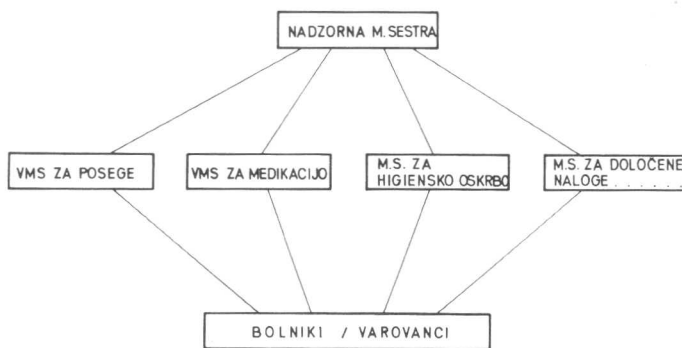 NADZORNA M. SESTRA
VMS ZA POSEGE
VMS ZA MEDIKACIJO
M.S. ZA
HIGIENSKO OSKRBO
M.S. ZA DOLOČENE
NALOGE . . . . . .
BOLNIKI / VAROVANCI